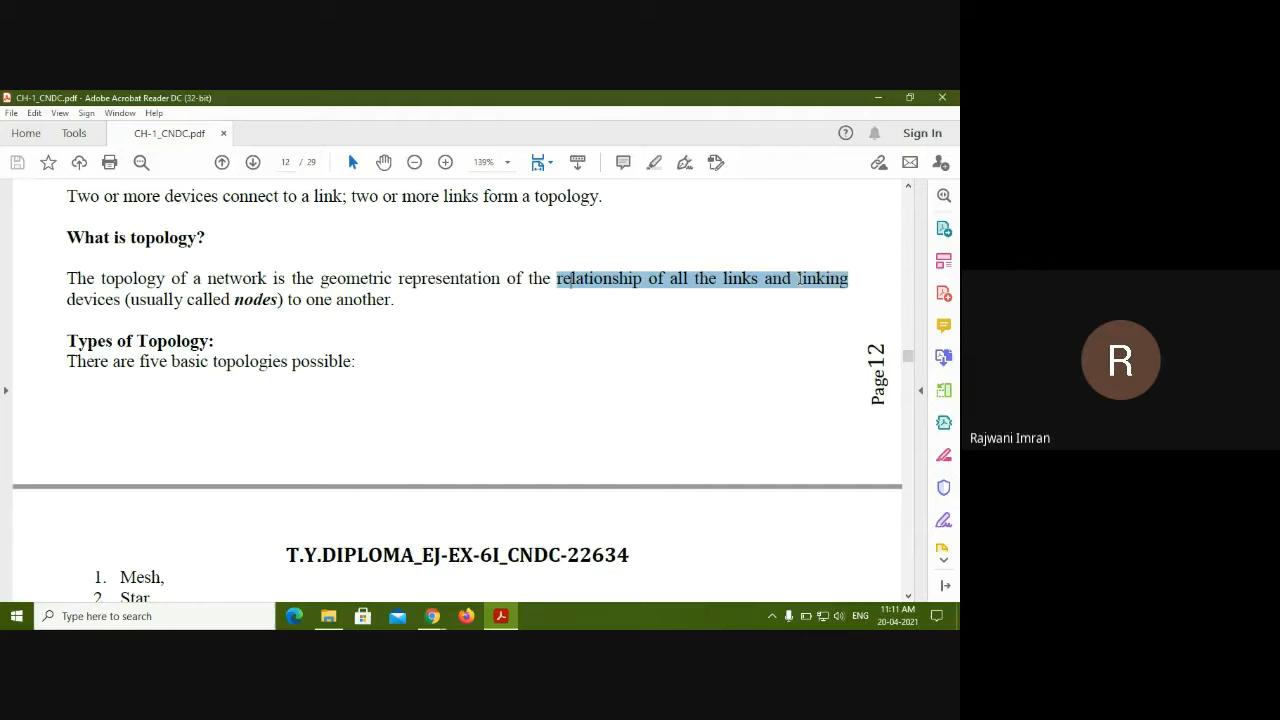 CH-1_CNDC.pdf - Adobe Acrobat Reader DC (32-bit)
File Edit View Sign Window Help
Home Tools CH-1_CNDC.pdf × Sign In
12 / 29 139%
Two or more devices connect to a link; two or more links form a topology.
What is topology?
The topology of a network is the geometric representation of the relationship of all the links and linking
devices (usually called nodes) to one another.
Types of Topology:
There are five basic topologies possible:
Page12
T.Y.DIPLOMA_EJ-EX-6I_CNDC-22634
1. Mesh,
2. Star
R
Rajwani Imran
Type here to search
ENG
11:11 AM
20-04-2021